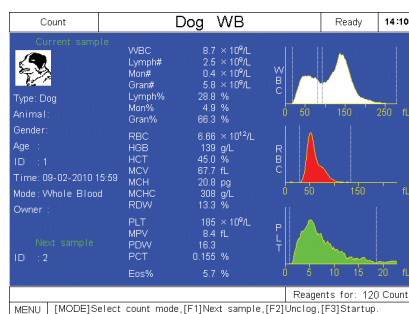 Count Dog WB Ready 14:10
Current sample
WBC 8.7 ×10⁹/L
Lymph# 2.5 ×10⁹/L
Mon# 0.4 ×10⁹/L
Gran# 5.8 ×10⁹/L
Lymph% 28.8 %
Mon% 4.9 %
Gran% 66.3 %
RBC 6.66 ×10¹²/L
HGB 139 g/L
HCT 45.0 %
MCV 67.7 fL
MCH 20.8 pg
MCHC 308 g/L
RDW 13.3 %
PLT 185 ×10⁹/L
MPV 8.4 fL
PDW 16.3
PCT 0.155 %
Eos% 5.7 %
Type: Dog
Animal:
Gender:
Age :
ID : 1
Time: 09-02-2010 15:59
Mode: Whole Blood
Owner :
Next sample
ID : 2
WBC
0 50 150 250 fL
RBC
0 50 150 fL
PLT
0 5 10 15 20 fL
Reagents for: 120 Count
MENU [MODE]Select count mode,[F1]Next sample,[F2]Unclog,[F3]Startup.